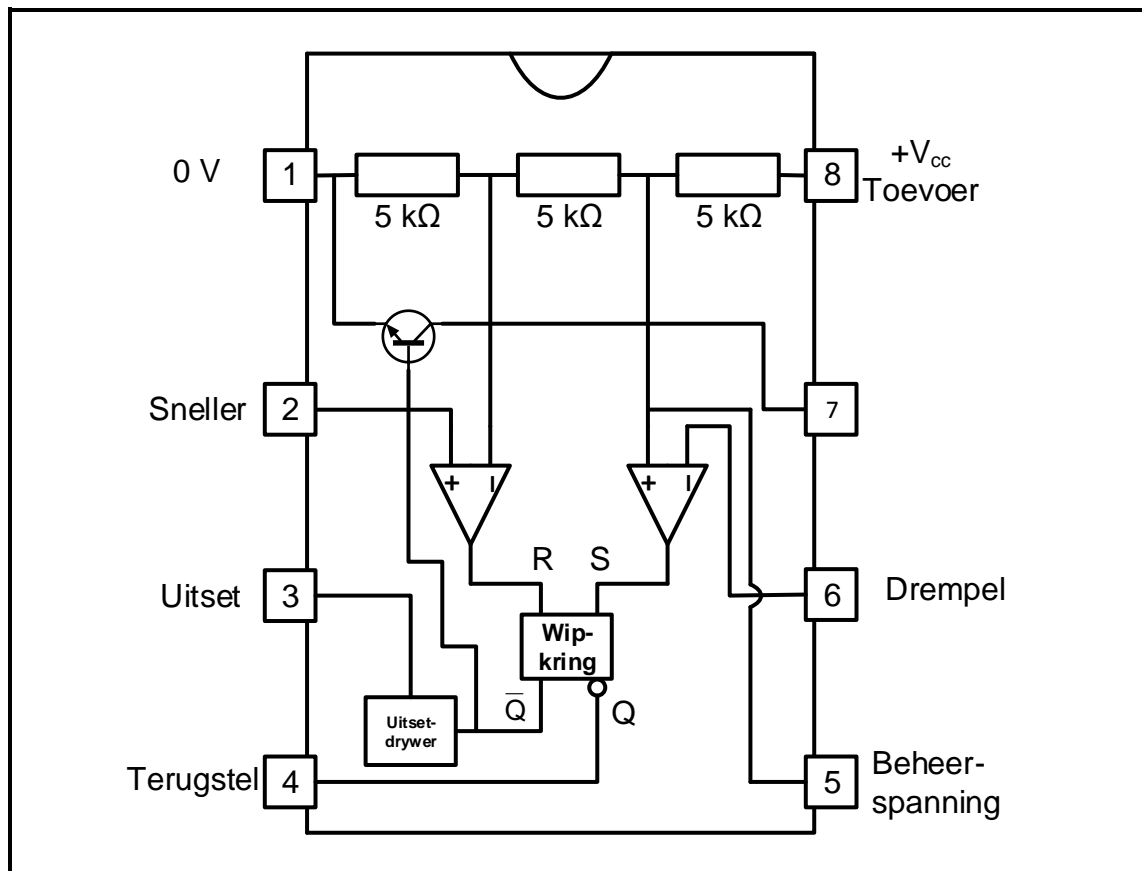 0 V
1
5 kΩ
5 kΩ
5 kΩ
8
+Vcc
Toevoer
Sneller
2
7
+
–
+
–
R
S
Uitset
3
Wip-
kring
6
Drempel
Uitset-
drywer
Q̅
Q
Terugstel
4
5
Beheer-
spanning